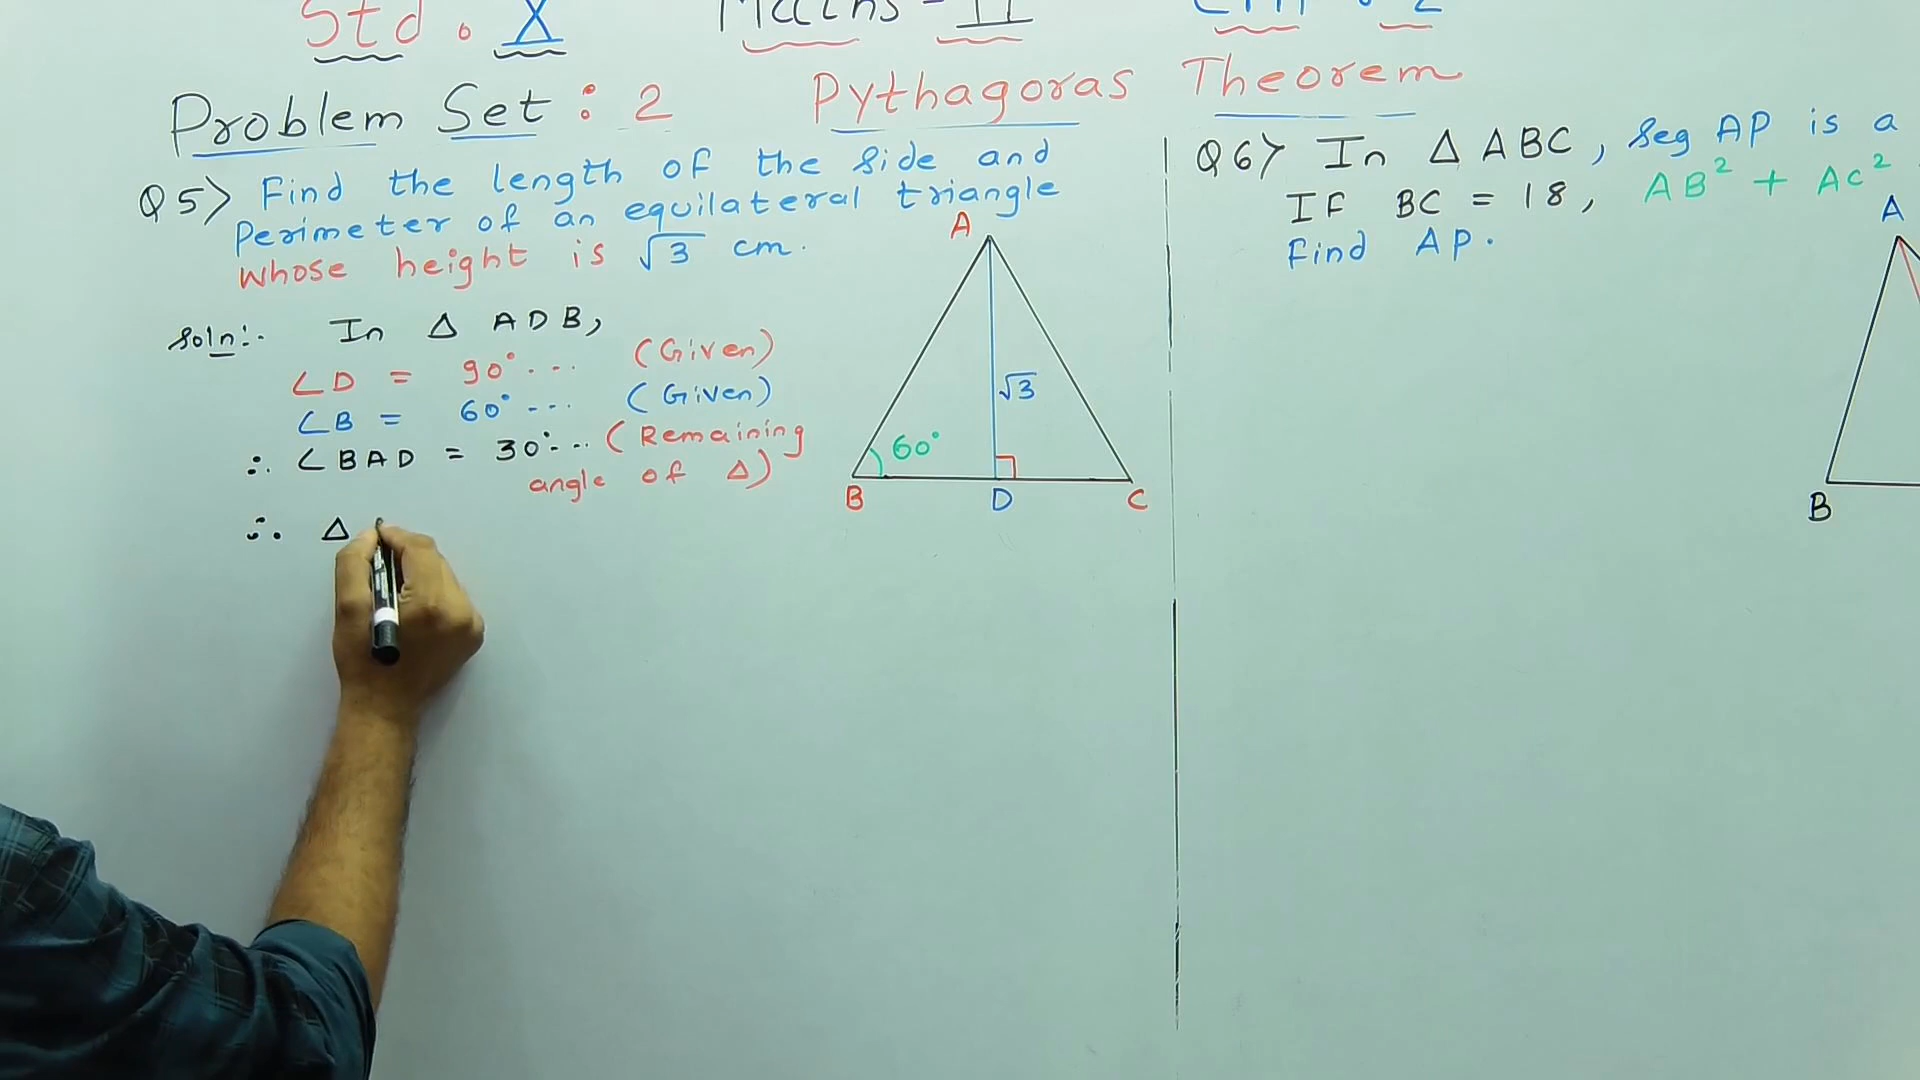 Std. X Maths - II
Problem Set : 2 Pythagoras Theorem
Q5> Find the length of the side and
Perimeter of an equilateral triangle
whose height is √3 cm.
Soln:- In Δ ADB,
∠D = 90°... (Given)
∠B = 60°... (Given)
∴ ∠BAD = 30°... (Remaining
angle of Δ)
∴ Δ
A
√3
60°
B D C
Q6> In Δ ABC, seg AP is a
If BC = 18, AB² + AC²
Find AP.
A
B